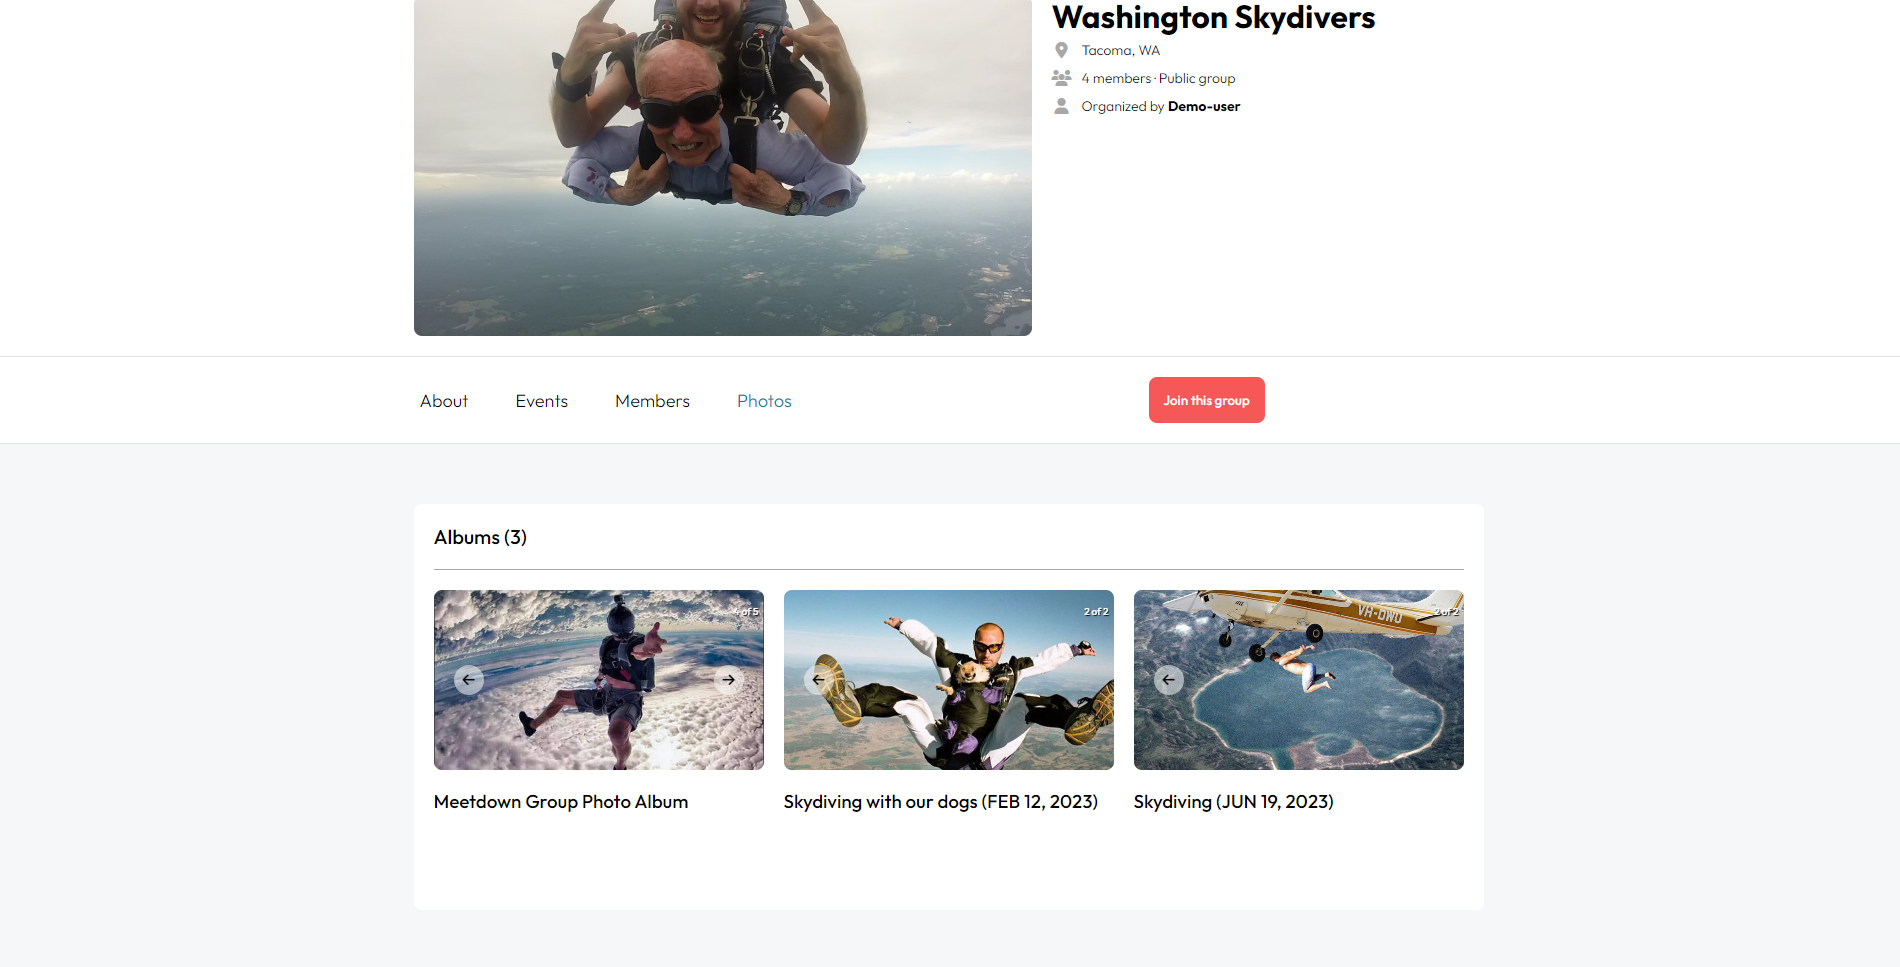 Washington Skydivers
Tacoma, WA
4 members · Public group
Organized by Demo-user
About
Events
Members
Photos
Join this group
Albums (3)
4 of 5
2 of 2
VH-DWU
2 of 2
Meetdown Group Photo Album
Skydiving with our dogs (FEB 12, 2023)
Skydiving (JUN 19, 2023)